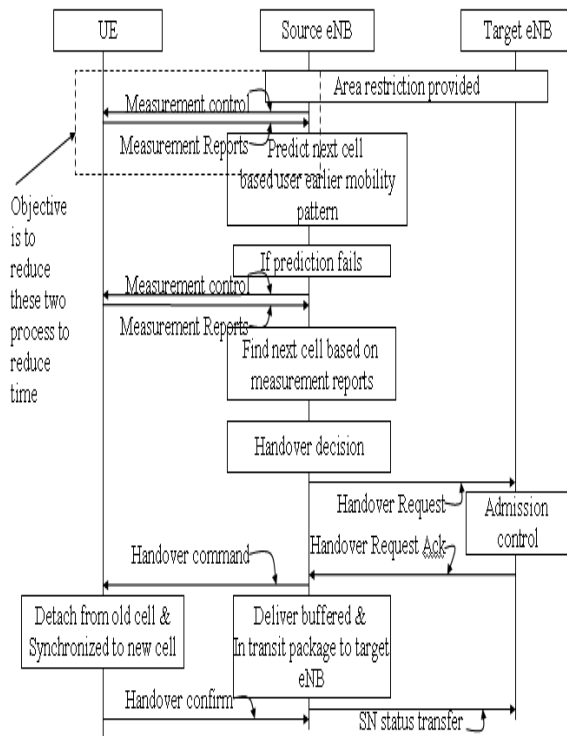 UE
Source eNB
Target eNB
Area restriction provided
Measurement control
Measurement Reports
Predict next cell
based user earlier mobility
pattern
Objective
is to
reduce
these two
process to
reduce
time
If prediction fails
Measurement control
Measurement Reports
Find next cell based on
measurement reports
Handover decision
Handover Request
Admission
control
Handover Request Ack
Handover command
Detach from old cell &
Synchronized to new cell
Deliver buffered &
In transit package to target
eNB
Handover confirm
SN status transfer